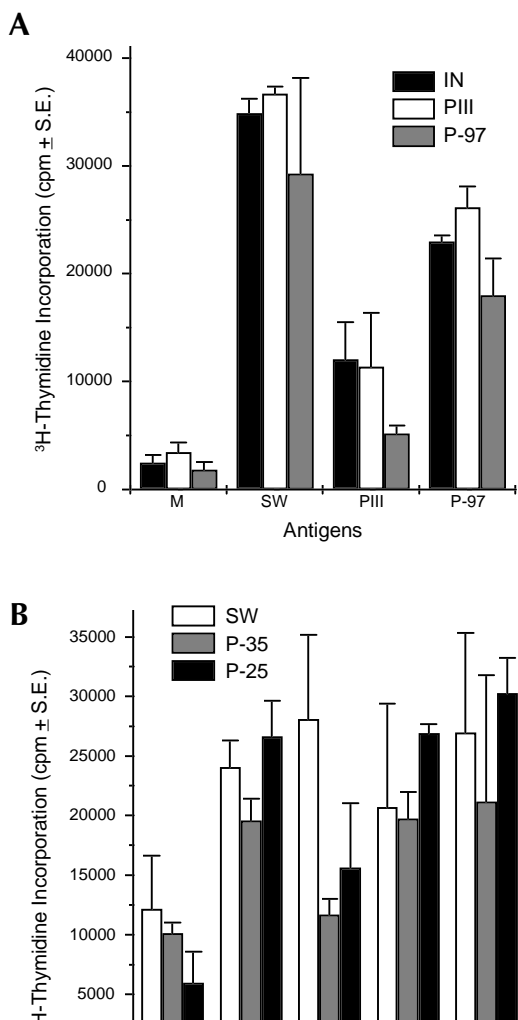 A
40000
30000
20000
10000
0
³H-Thymidine Incorporation (cpm ± S.E.)
IN
PIII
P-97
M SW PIII P-97
Antigens
B
35000
30000
25000
20000
15000
10000
5000
H-Thymidine Incorporation (cpm ± S.E.)
SW
P-35
P-25